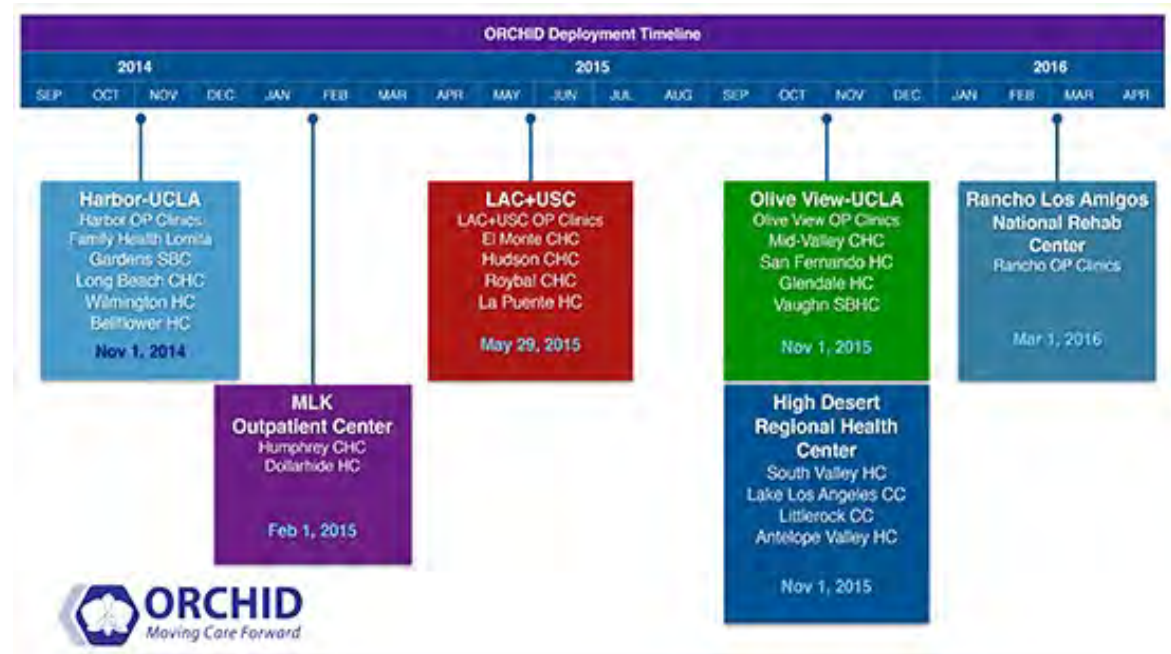 ORCHID Deployment Timeline
2014 2015 2016
SEP OCT NOV DEC JAN FEB MAR APR MAY JUN JUL AUG SEP OCT NOV DEC JAN FEB MAR APR
Harbor-UCLA
Harbor OP Clinics
Family Health Lomita
Gardens SBC
Long Beach CHC
Wilmington HC
Bellflower HC
Nov 1, 2014
MLK
Outpatient Center
Humphrey CHC
Dollarhide HC
Feb 1, 2015
LAC+USC
LAC+USC OP Clinics
El Monte CHC
Hudson CHC
Roybal CHC
La Puente HC
May 29, 2015
Olive View-UCLA
Olive View OP Clinics
Mid-Valley CHC
San Fernando HC
Glendale HC
Vaughn SBHC
Nov 1, 2015
High Desert
Regional Health
Center
South Valley HC
Lake Los Angeles CC
Littlerock CC
Antelope Valley HC
Nov 1, 2015
Rancho Los Amigos
National Rehab
Center
Rancho OP Clinics
Mar 1, 2016
ORCHID
Moving Care Forward